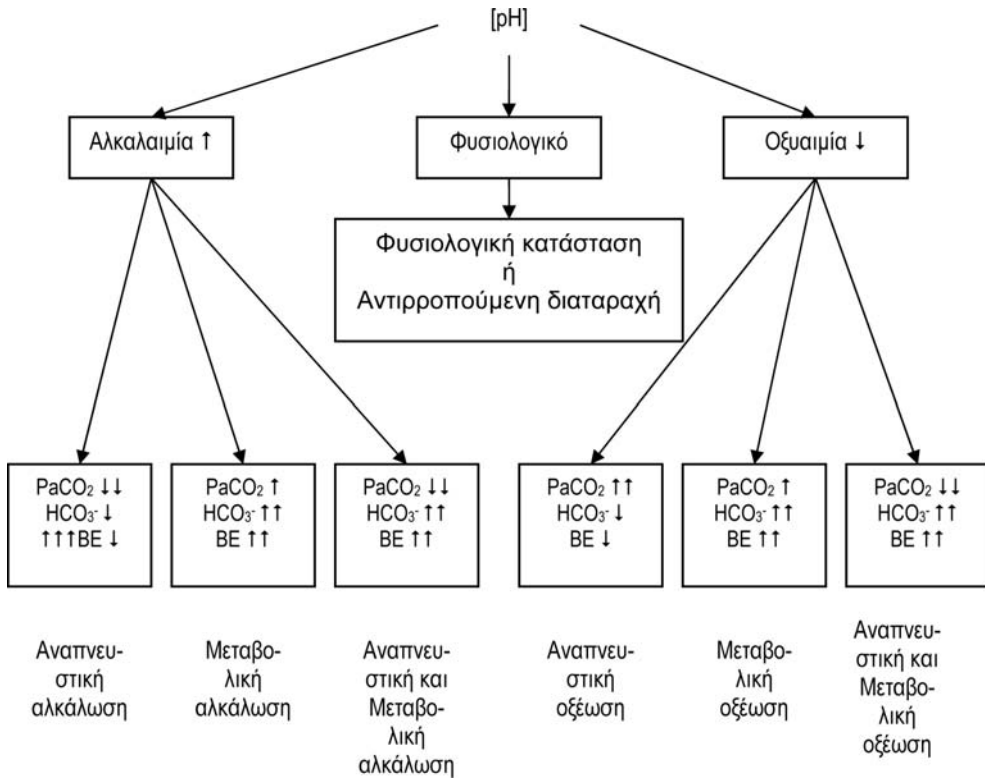 [pH]
Αλκαλαιμία ↑
Φυσιολογικό
Οξυαιμία ↓
Φυσιολογική κατάσταση
ή
Αντιρροπούμενη διαταραχή
PaCO₂ ↓↓
HCO₃⁻ ↓
↑↑↑BE ↓
PaCO₂ ↑
HCO₃⁻ ↑↑
BE ↑↑
PaCO₂ ↓↓
HCO₃⁻ ↑↑
BE ↑↑
PaCO₂ ↑↑
HCO₃⁻ ↓
BE ↓
PaCO₂ ↑
HCO₃⁻ ↑↑
BE ↑↑
PaCO₂ ↓↓
HCO₃⁻ ↑↑
BE ↑↑
Αναπνευ-
στική
αλκάλωση
Μεταβο-
λική
αλκάλωση
Αναπνευ-
στική και
Μεταβο-
λική
αλκάλωση
Αναπνευ-
στική
οξέωση
Μεταβο-
λική
οξέωση
Αναπνευ-
στική και
Μεταβο-
λική
οξέωση